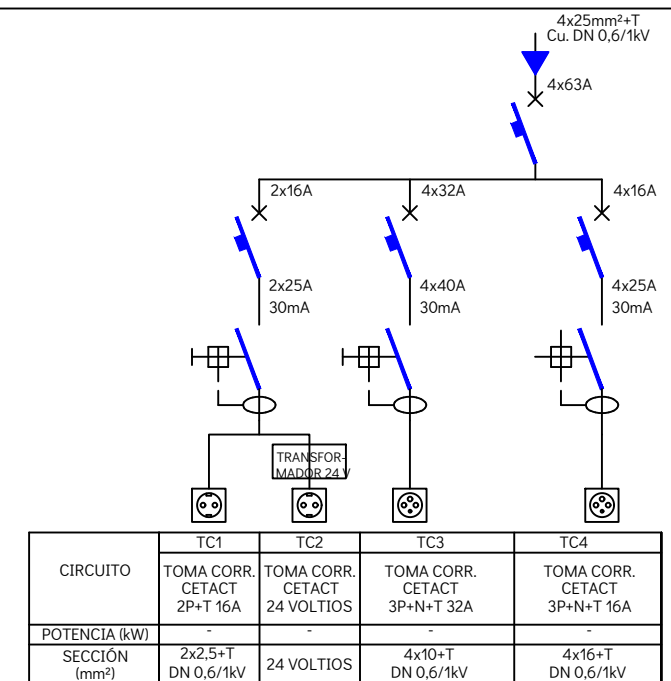 4x25mm²+T
Cu. DN 0,6/1kV
4x63A
2x16A
4x32A
4x16A
2x25A
30mA
4x40A
30mA
4x25A
30mA
TRANSFOR-
MADOR 24 V
CIRCUITO
TC1
TC2
TC3
TC4
TOMA CORR.
CETACT
2P+T 16A
TOMA CORR.
CETACT
24 VOLTIOS
TOMA CORR.
CETACT
3P+N+T 32A
TOMA CORR.
CETACT
3P+N+T 16A
POTENCIA (kW)
-
-
-
-
SECCIÓN
(mm²)
2x2,5+T
DN 0,6/1kV
24 VOLTIOS
4x10+T
DN 0,6/1kV
4x16+T
DN 0,6/1kV